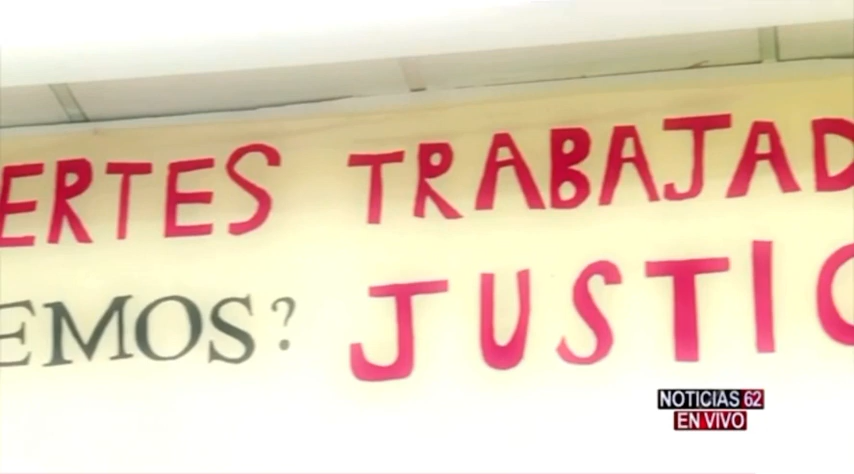 ERTES TRABAJAD
EMOS? JUSTIC
NOTICIAS 62
EN VIVO